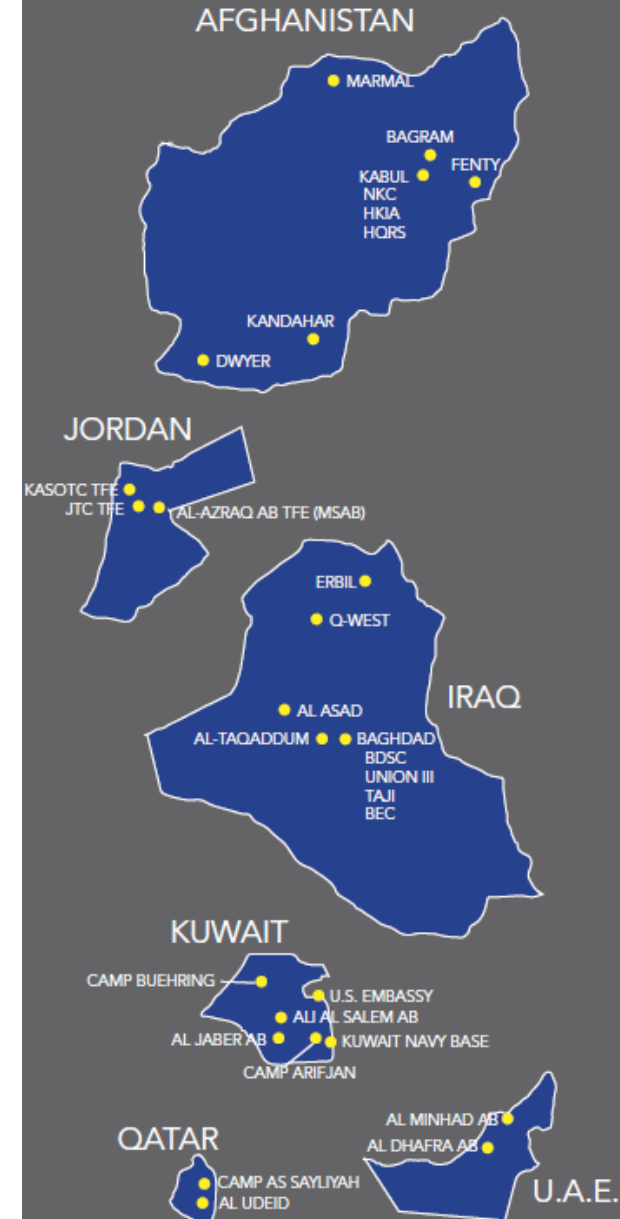 AFGHANISTAN
MARMAL
BAGRAM
FENTY
KABUL
NKC
HKIA
HQRS
KANDAHAR
DWYER
JORDAN
KASOTC TFE
JTC TFE
AL-AZRAQ AB TFE (MSAB)
ERBIL
Q-WEST
IRAQ
AL ASAD
AL-TAQADDUM
BAGHDAD
BDSC
UNION III
TAJI
BEC
KUWAIT
CAMP BUEHRING
U.S. EMBASSY
ALI AL SALEM AB
AL JABER AB
KUWAIT NAVY BASE
CAMP ARIFJAN
QATAR
CAMP AS SAYLIYAH
AL UDEID
AL MINHAD AB
AL DHAFRA AB
U.A.E.